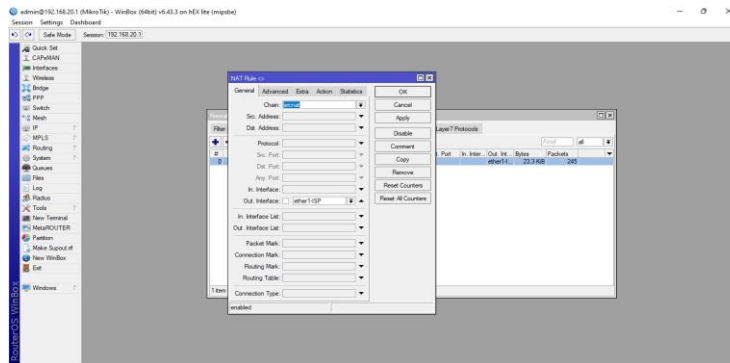 admin@192.168.20.1 (MikroTik) - WinBox (64bit) v6.43.3 on hEX lite (mipsbe)
Session Settings Dashboard
Safe Mode Session: 192.168.20.1
Quick Set
CAPsMAN
Interfaces
Wireless
Bridge
PPP
Switch
Mesh
IP
MPLS
Routing
System
Queues
Files
Log
Radius
Tools
New Terminal
MetaROUTER
Partition
Make Supout.rif
New WinBox
Exit
Windows
RouterOS WinBox
NAT Rule <>
General Advanced Extra Action Statistics
Chain: srcnat
Src. Address:
Dst. Address:
Protocol:
Src. Port:
Dst. Port:
Any. Port:
In. Interface:
Out. Interface: ether1-ISP
In. Interface List:
Out. Interface List:
Packet Mark:
Connection Mark:
Routing Mark:
Routing Table:
Connection Type:
enabled
OK
Cancel
Apply
Disable
Comment
Copy
Remove
Reset Counters
Reset All Counters
Filter
Layer7 Protocols
Find all
# Port In. Inter... Out. Int... Bytes Packets
0 ether1-I... 23.3 KiB 245
1 item